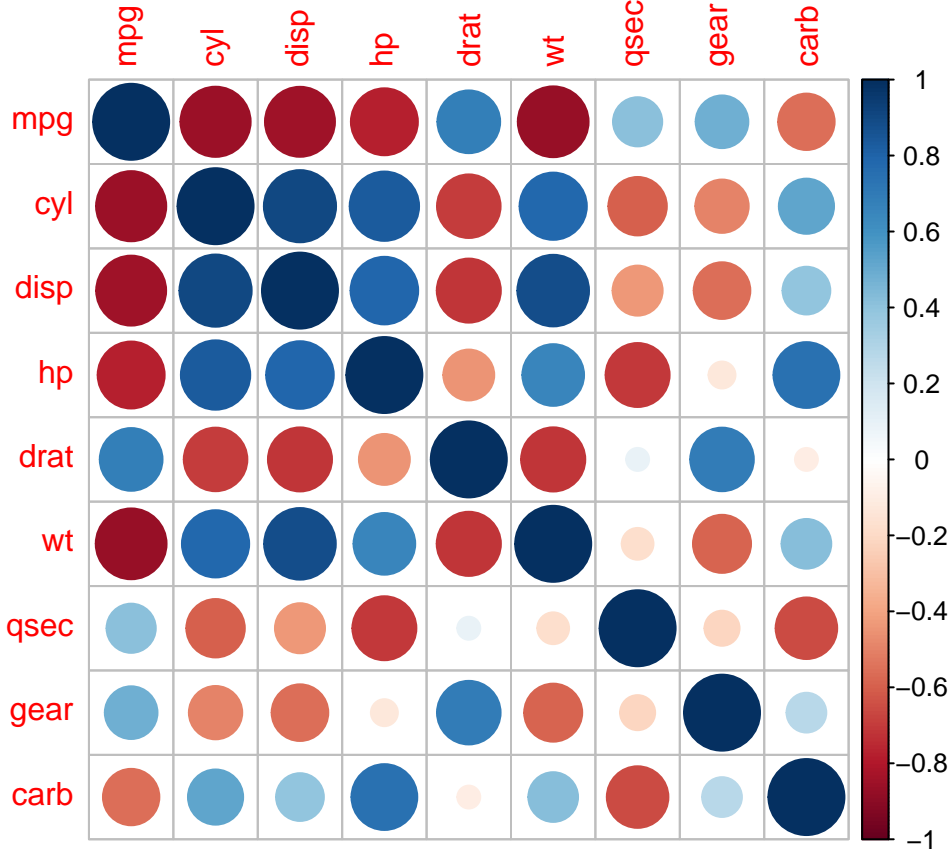 mpg cyl disp hp drat wt qsec gear carb
mpg
cyl
disp
hp
drat
wt
qsec
gear
carb
1
0.8
0.6
0.4
0.2
0
−0.2
−0.4
−0.6
−0.8
−1